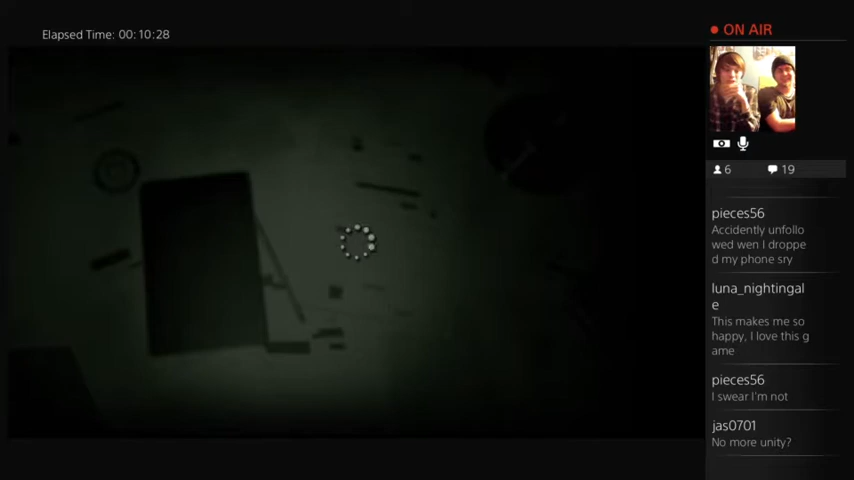 Elapsed Time: 00:10:28
ON AIR
6
19
pieces56
Accidently unfollo
wed wen I droppe
d my phone sry
luna_nightingal
e
This makes me so
happy, I love this g
ame
pieces56
I swear I'm not
jas0701
No more unity?